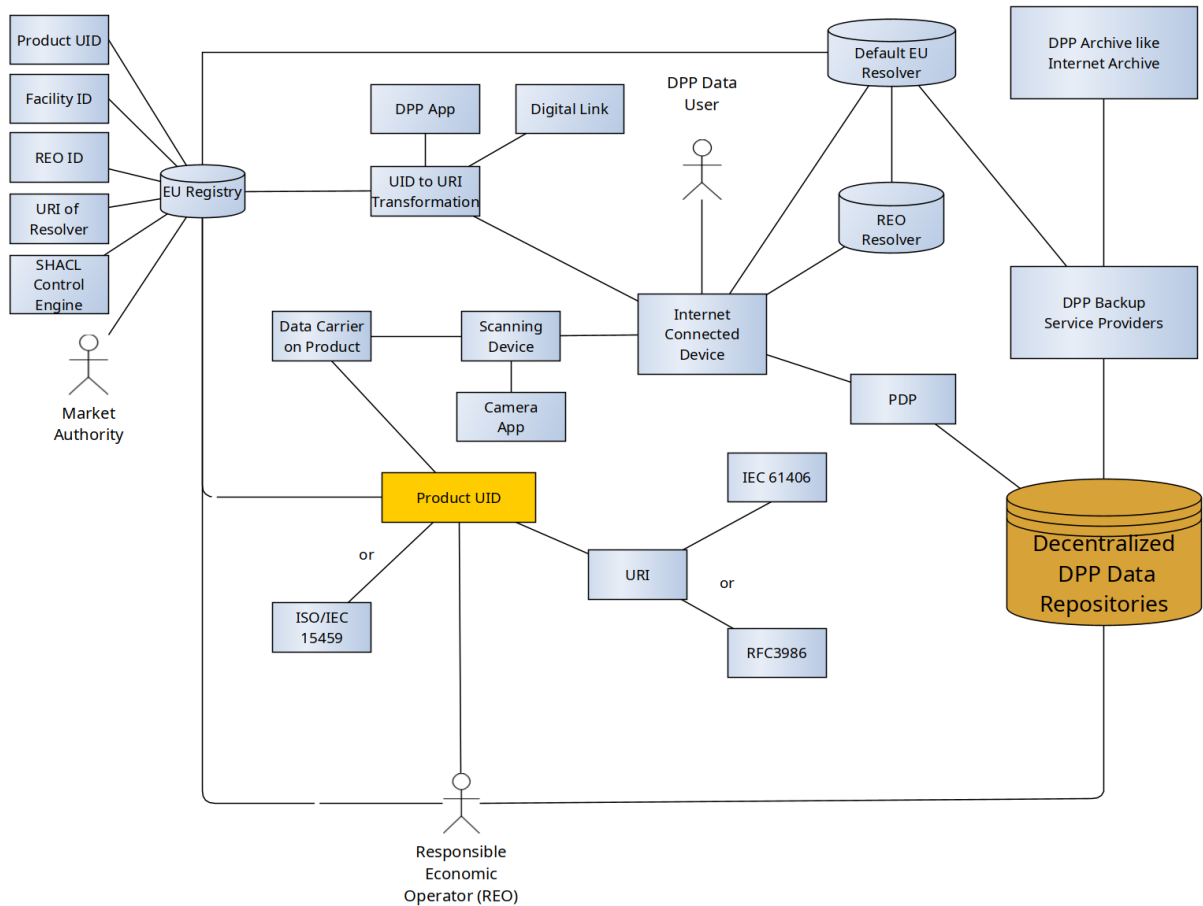 Product UID
Facility ID
REO ID
URI of
Resolver
SHACL
Control
Engine
Market
Authority
EU Registry
DPP App
Digital Link
UID to URI
Transformation
DPP Data
User
Default EU
Resolver
REO
Resolver
DPP Archive like
Internet Archive
DPP Backup
Service Providers
Internet
Connected
Device
Data Carrier
on Product
Scanning
Device
Camera
App
PDP
Product UID
or
ISO/IEC
15459
URI
IEC 61406
or
RFC3986
Decentralized
DPP Data
Repositories
Responsible
Economic
Operator (REO)